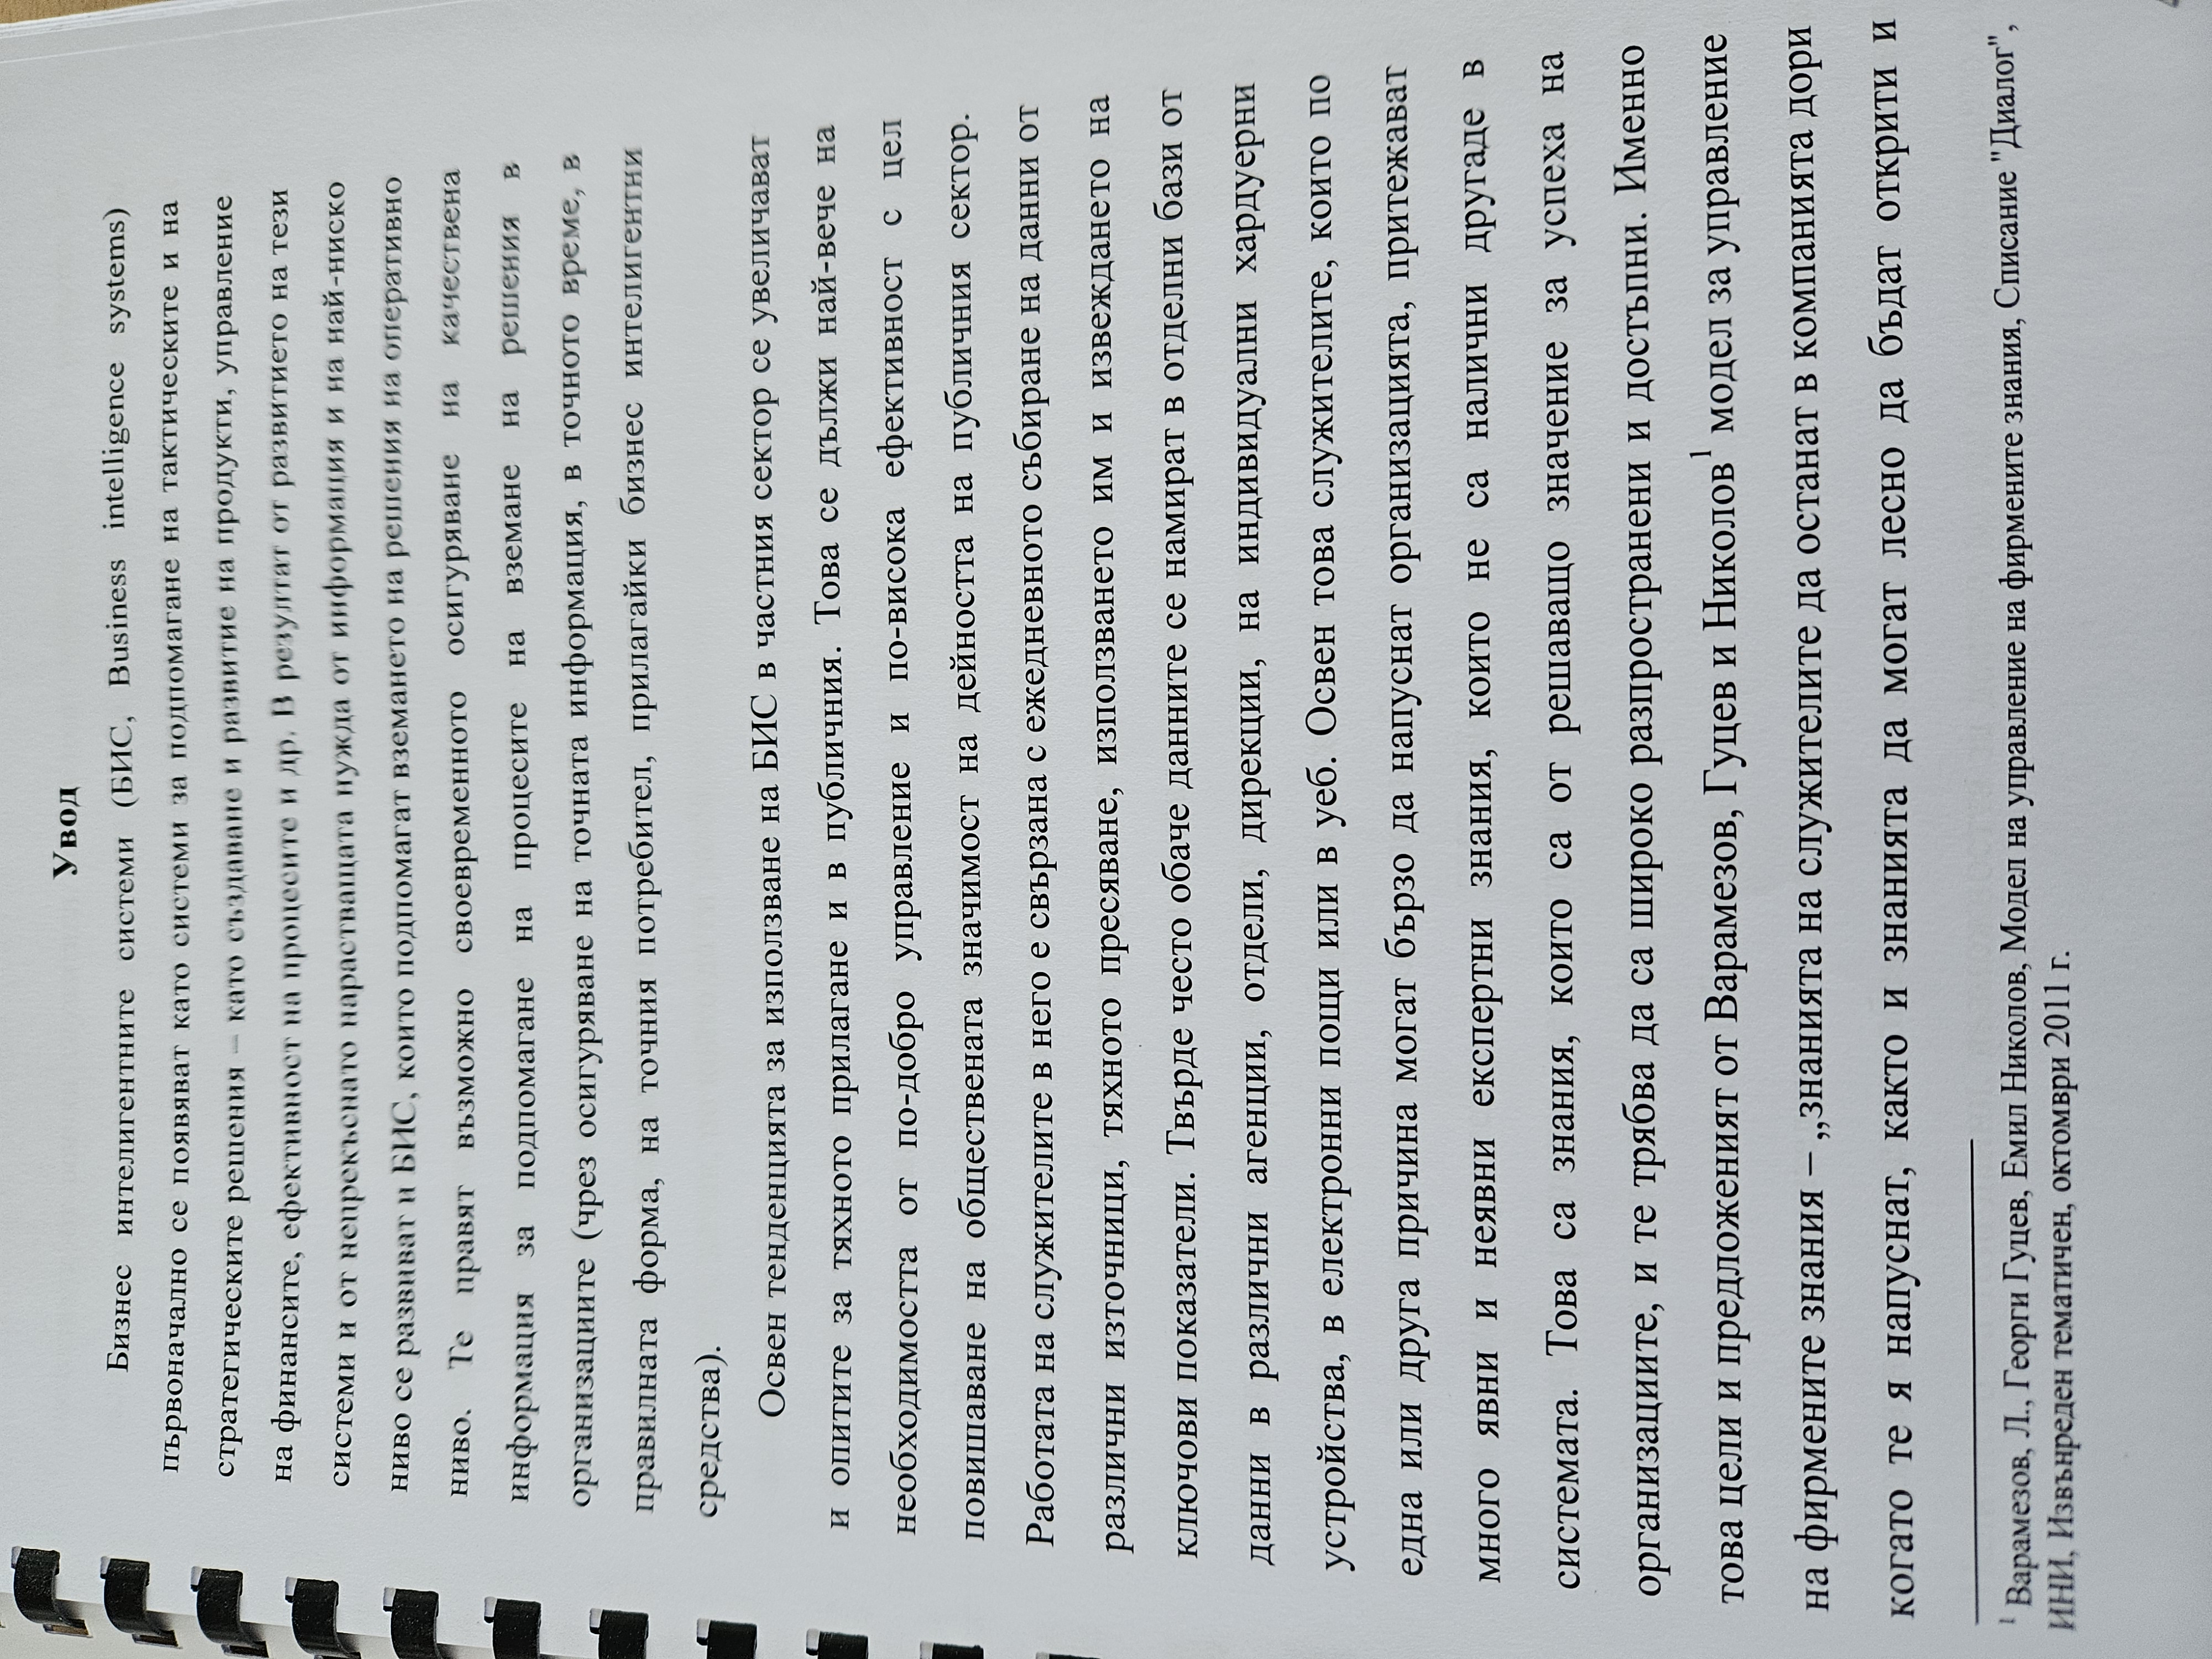 Увод
Бизнес интелигентните системи (БИС, Business intelligence systems)
първоначално се появяват като системи за подпомагане на тактическите и на
стратегическите решения – като създаване и развитие на продукти, управление
на финансите, ефективност на процесите и др. В резултат от развитието на тези
системи и от непрекъснато нарастващата нужда от информация и на най-ниско
ниво се развиват и БИС, които подпомагат вземането на решения на оперативно
ниво. Те правят възможно своевременното осигуряване на качествена
информация за подпомагане на процесите на вземане на решения в
организациите (чрез осигуряване на точната информация, в точното време, в
правилната форма, на точния потребител, прилагайки бизнес интелигентни
средства).
Освен тенденцията за използване на БИС в частния сектор се увеличават
и опитите за тяхното прилагане и в публичния. Това се дължи най-вече на
необходимостта от по-добро управление и по-висока ефективност с цел
повишаване на обществената значимост на дейността на публичния сектор.
Работата на служителите в него е свързана с ежедневното събиране на данни от
различни източници, тяхното пресяване, използването им и извеждането на
ключови показатели. Твърде често обаче данните се намират в отделни бази от
данни в различни агенции, отдели, дирекции, на индивидуални хардуерни
устройства, в електронни пощи или в уеб. Освен това служителите, които по
една или друга причина могат бързо да напуснат организацията, притежават
много явни и неявни експертни знания, които не са налични другаде в
системата. Това са знания, които са от решаващо значение за успеха на
организациите, и те трябва да са широко разпространени и достъпни. Именно
това цели и предложеният от Варамезов, Гуцев и Николов¹ модел за управление
на фирмените знания – „знанията на служителите да останат в компанията дори
когато те я напуснат, както и знанията да могат лесно да бъдат открити и
¹ Варамезов, Л., Георги Гуцев, Емил Николов, Модел на управление на фирмените знания, Списание "Диалог",
ИНИ, Извънреден тематичен, октомври 2011 г.